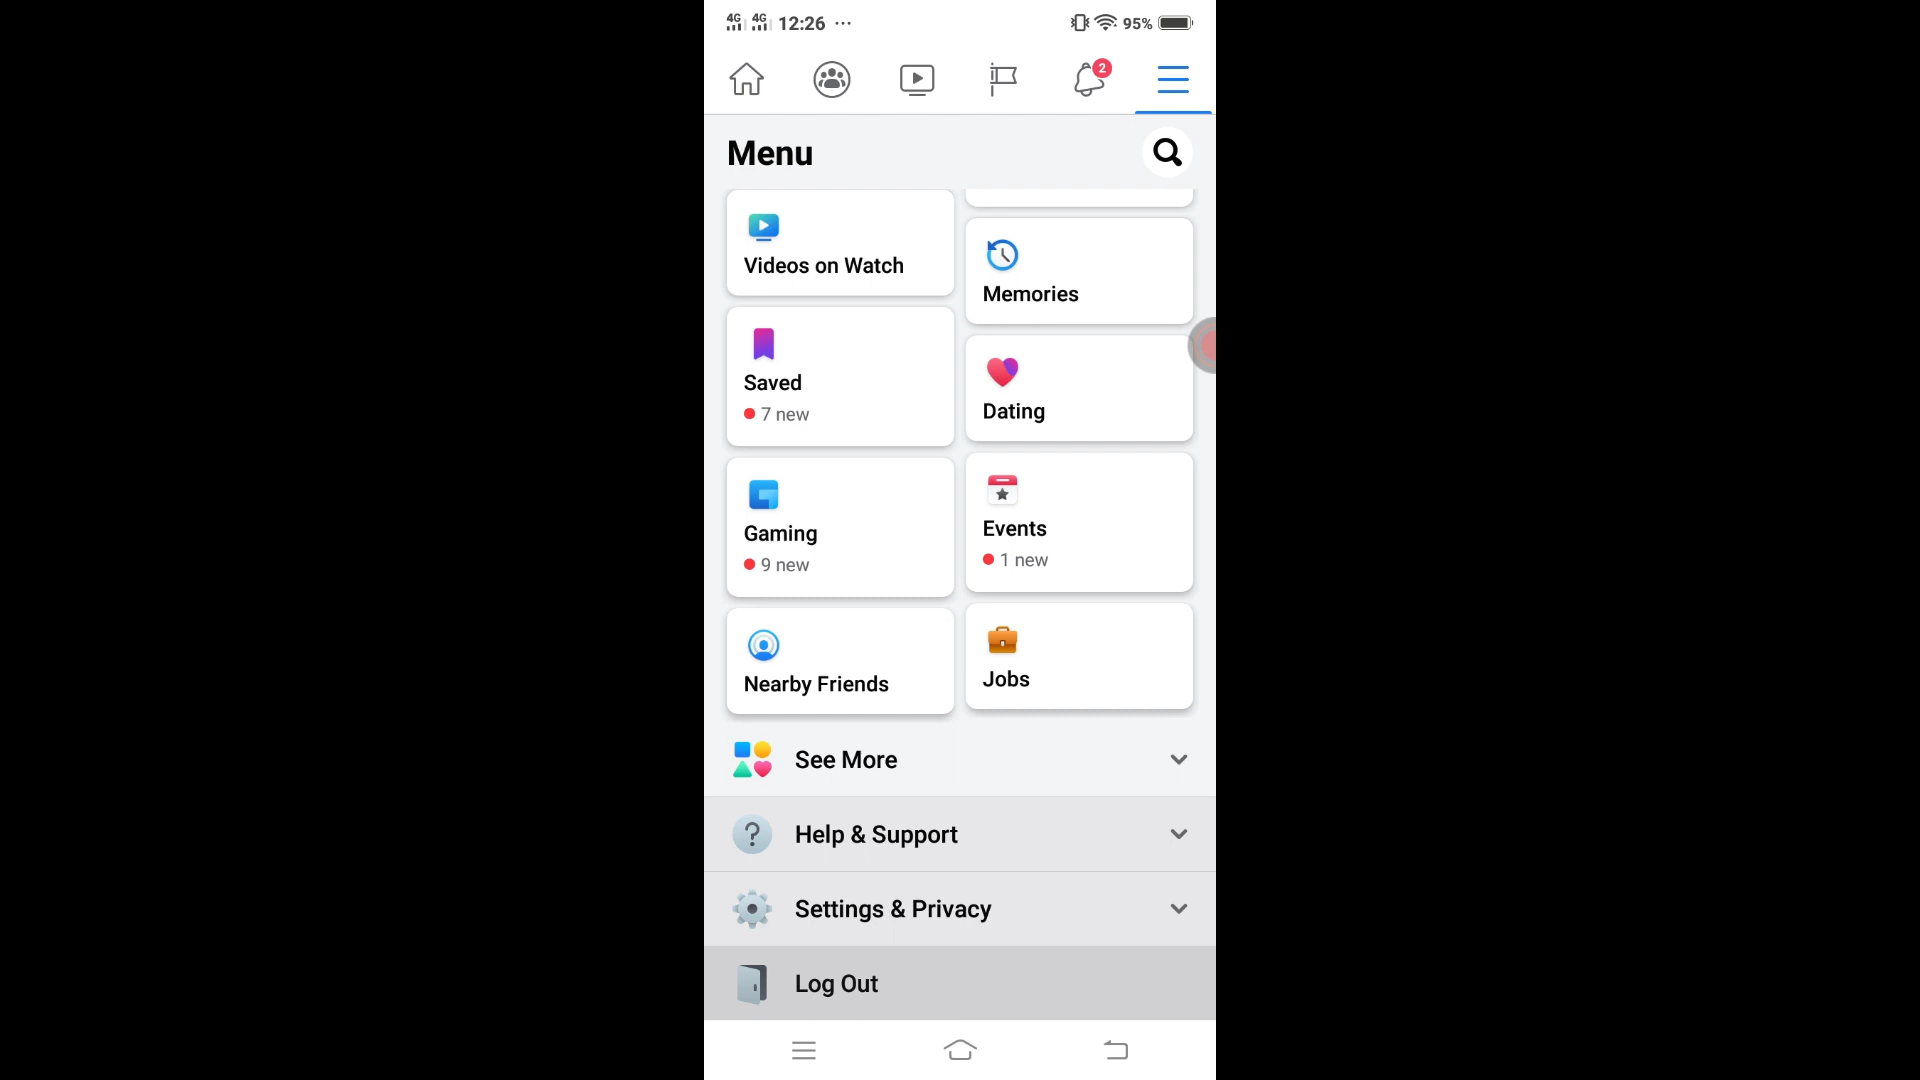 4G 4G 12:26 ... 95%
2
Menu
Videos on Watch
Memories
Saved
7 new
Dating
Gaming
9 new
Events
1 new
Nearby Friends
Jobs
See More
Help & Support
Settings & Privacy
Log Out